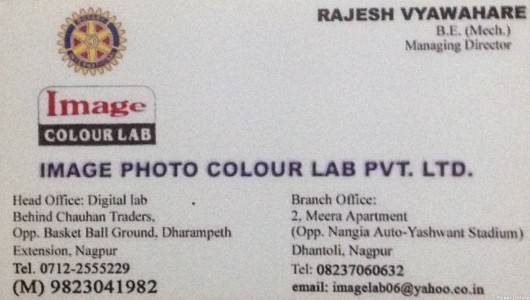 ROTARY
INTERNATIONAL
RAJESH VYAWAHARE
B.E. (Mech.)
Managing Director
Image
COLOUR LAB
IMAGE PHOTO COLOUR LAB PVT. LTD.
Head Office: Digital lab
Behind Chauhan Traders,
Opp. Basket Ball Ground, Dharampeth
Extension, Nagpur
Tel. 0712-2555229
(M) 9823041982
Branch Office:
2, Meera Apartment
(Opp. Nangia Auto-Yashwant Stadium)
Dhantoli, Nagpur
Tel: 08237060632
email: imagelab06@yahoo.co.in